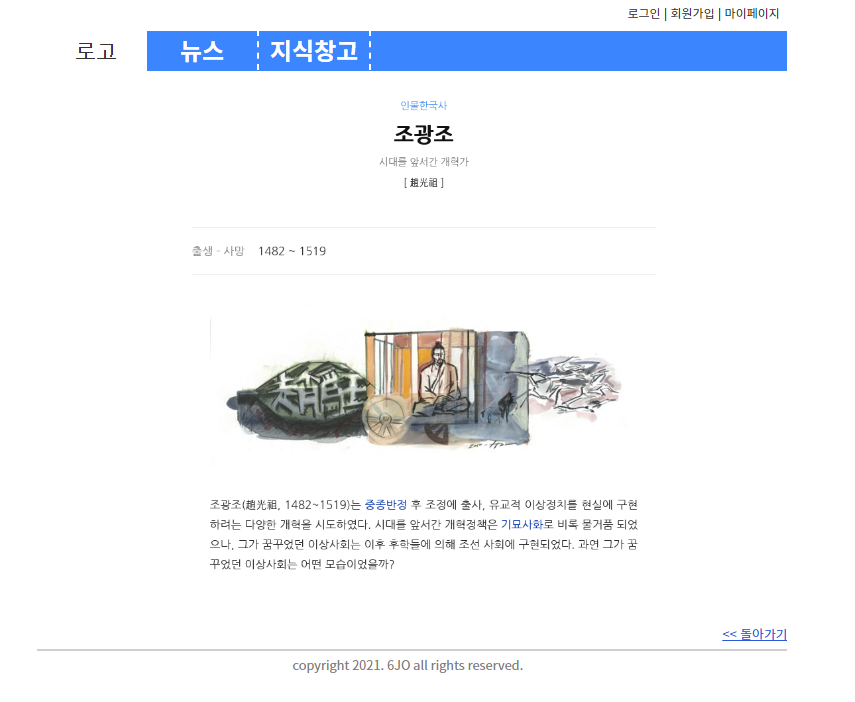 로그인 | 회원가입 | 마이페이지
로고 뉴스 지식창고
인물한국사
조광조
시대를 앞서간 개혁가
[ 趙光祖 ]
출생 - 사망 1482 ~ 1519
조광조(趙光祖, 1482~1519)는 중종반정 후 조정에 출사, 유교적 이상정치를 현실에 구현
하려는 다양한 개혁을 시도하였다. 시대를 앞서간 개혁정책은 기묘사화로 비록 물거품 되었
으나, 그가 꿈꾸었던 이상사회는 이후 후학들에 의해 조선 사회에 구현되었다. 과연 그가 꿈
꾸었던 이상사회는 어떤 모습이었을까?
<< 돌아가기
copyright 2021. 6JO all rights reserved.